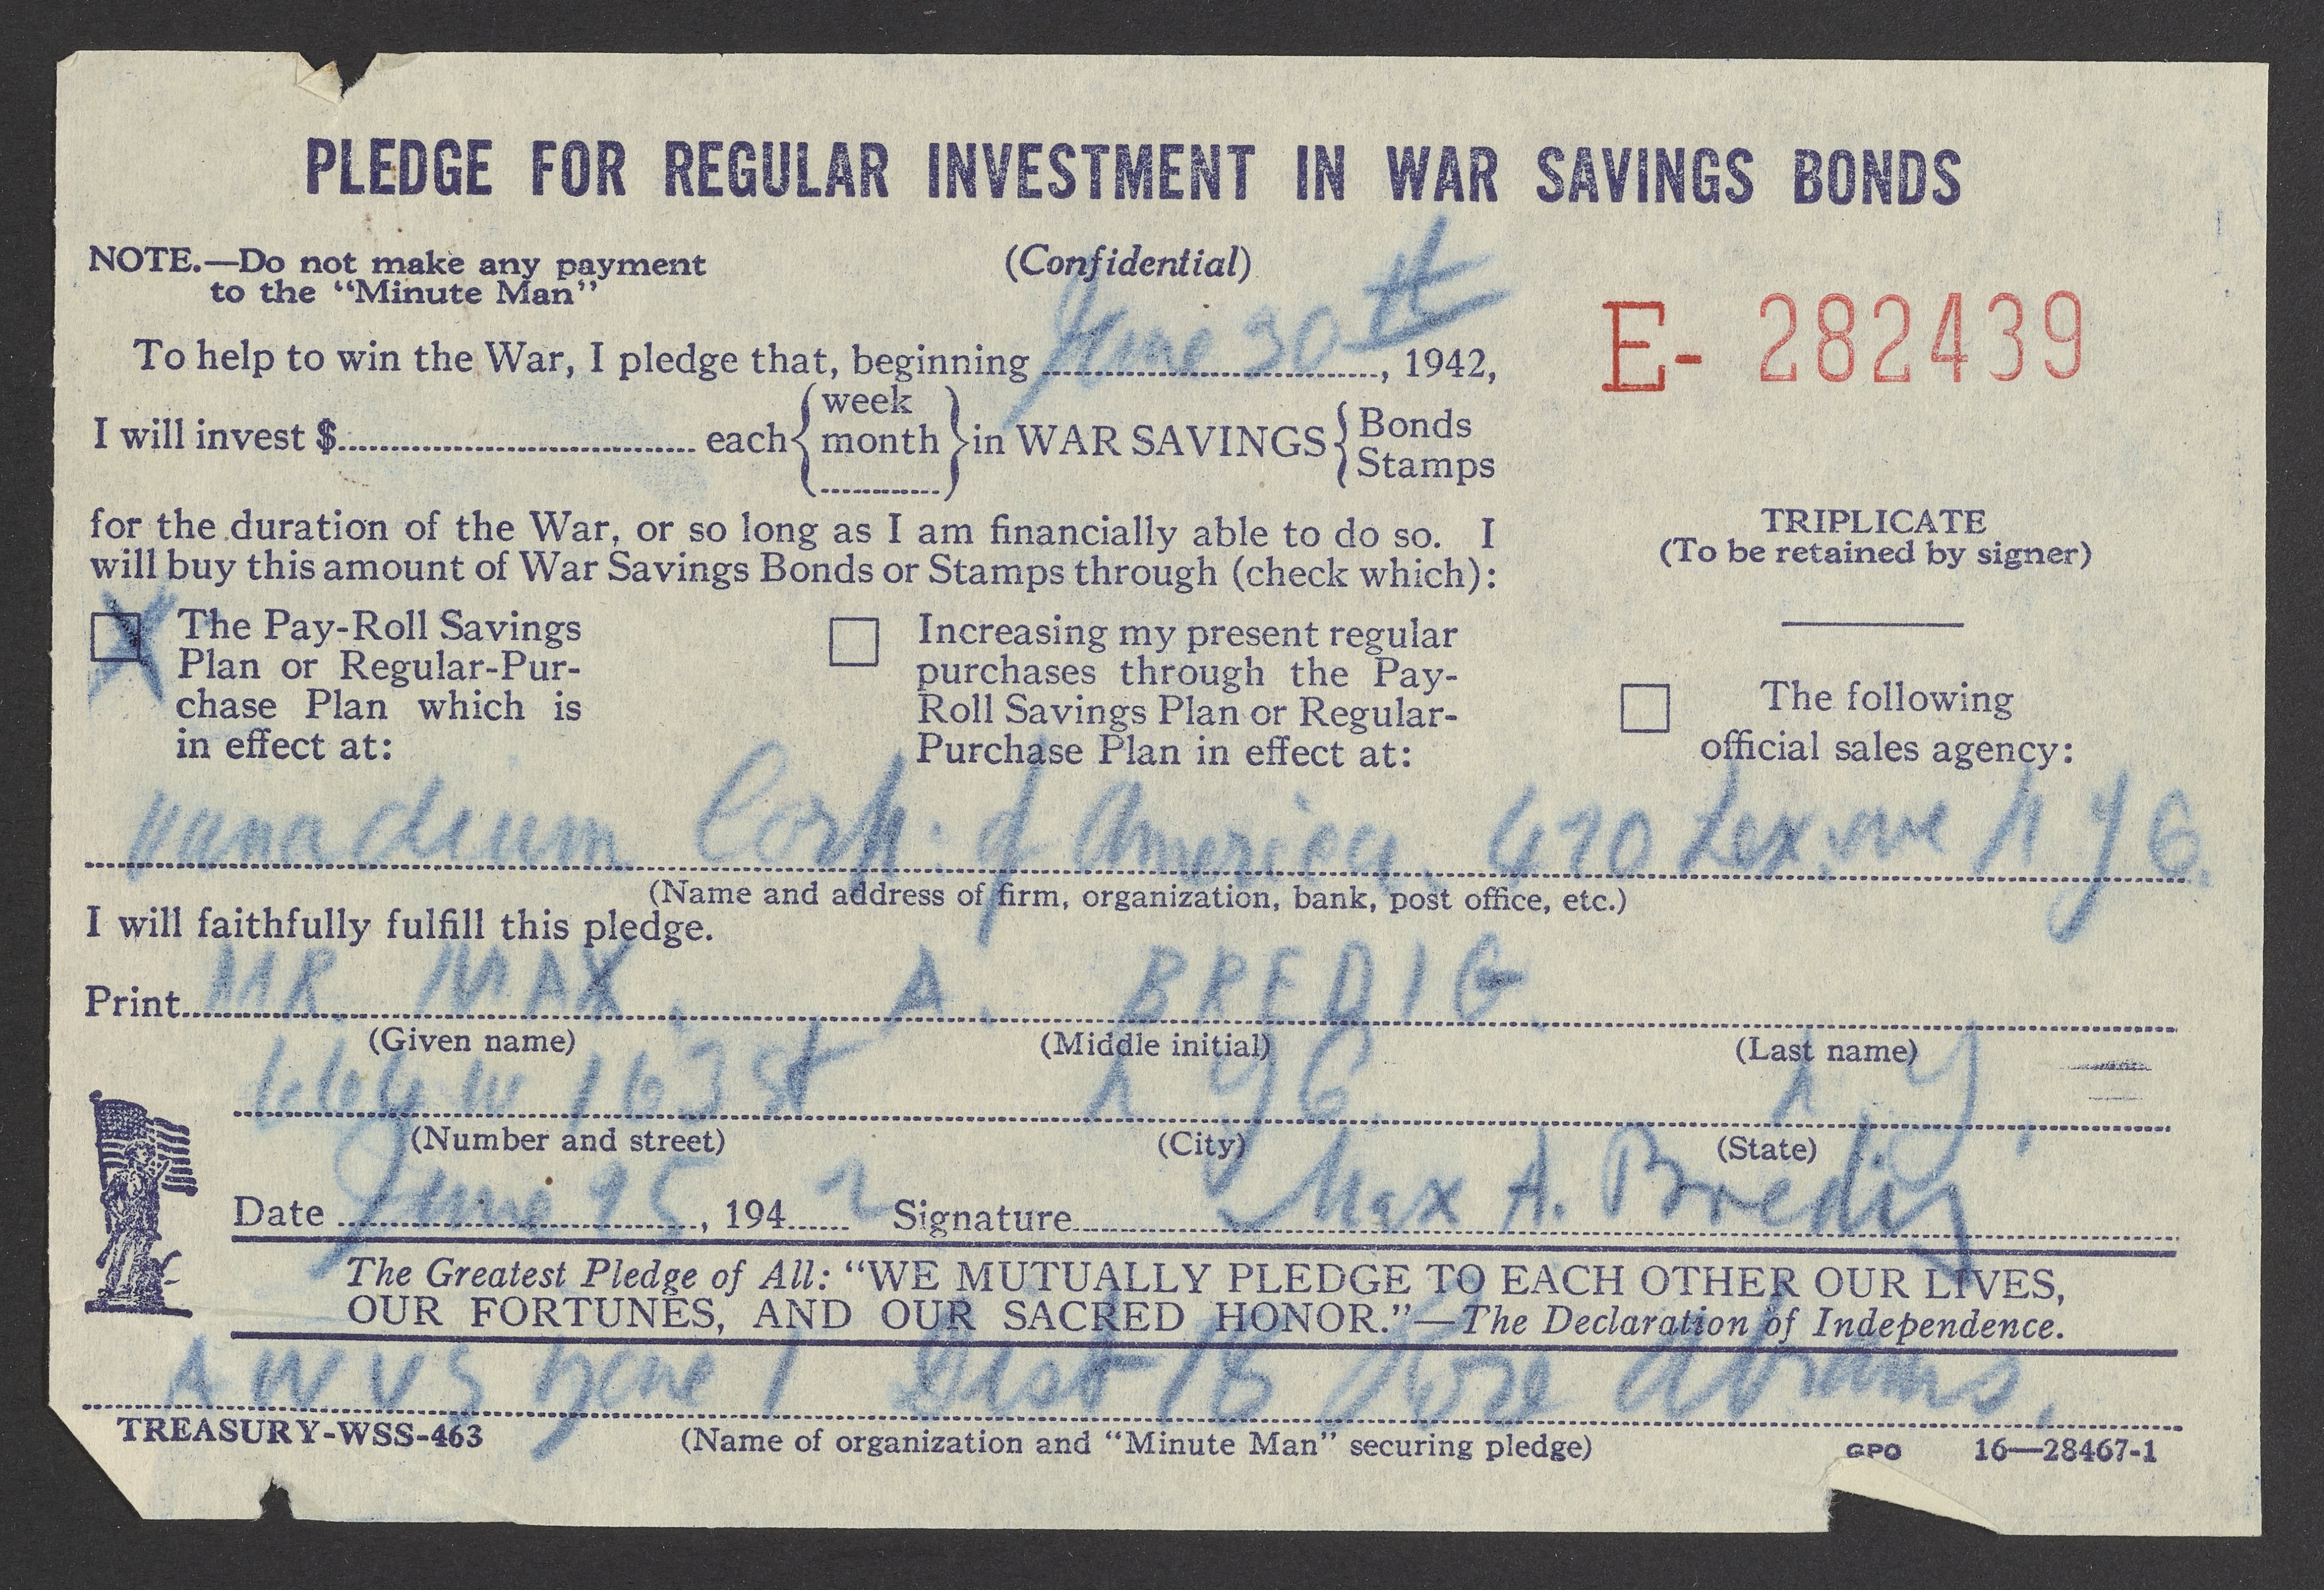 PLEDGE FOR REGULAR INVESTMENT IN WAR SAVINGS BONDS
NOTE.—Do not make any payment
to the "Minute Man"
(Confidential)
To help to win the War, I pledge that, beginning June 30th, 1942,
E- 282439
I will invest $ each { week month } in WAR SAVINGS { Bonds Stamps
for the duration of the War, or so long as I am financially able to do so. I
will buy this amount of War Savings Bonds or Stamps through (check which):
TRIPLICATE
(To be retained by signer)
X The Pay-Roll Savings
Plan or Regular-Pur-
chase Plan which is
in effect at:
Increasing my present regular
purchases through the Pay-
Roll Savings Plan or Regular-
Purchase Plan in effect at:
The following
official sales agency:
Vanadium Corp. of America, 420 Lex. ave N Y C.
(Name and address of firm, organization, bank, post office, etc.)
I will faithfully fulfill this pledge.
Print MR. MAX. A. BREDIG.
(Given name) (Middle initial) (Last name)
W 163 st N Y C. N.Y.
(Number and street) (City) (State)
Date June 25, 1942 Signature Max A. Bredig
The Greatest Pledge of All: "WE MUTUALLY PLEDGE TO EACH OTHER OUR LIVES,
OUR FORTUNES, AND OUR SACRED HONOR."—The Declaration of Independence.
A W V S Zone 1 Dist 18 Rose Abrams.
TREASURY-WSS-463
(Name of organization and "Minute Man" securing pledge)
GPO 16—28467-1